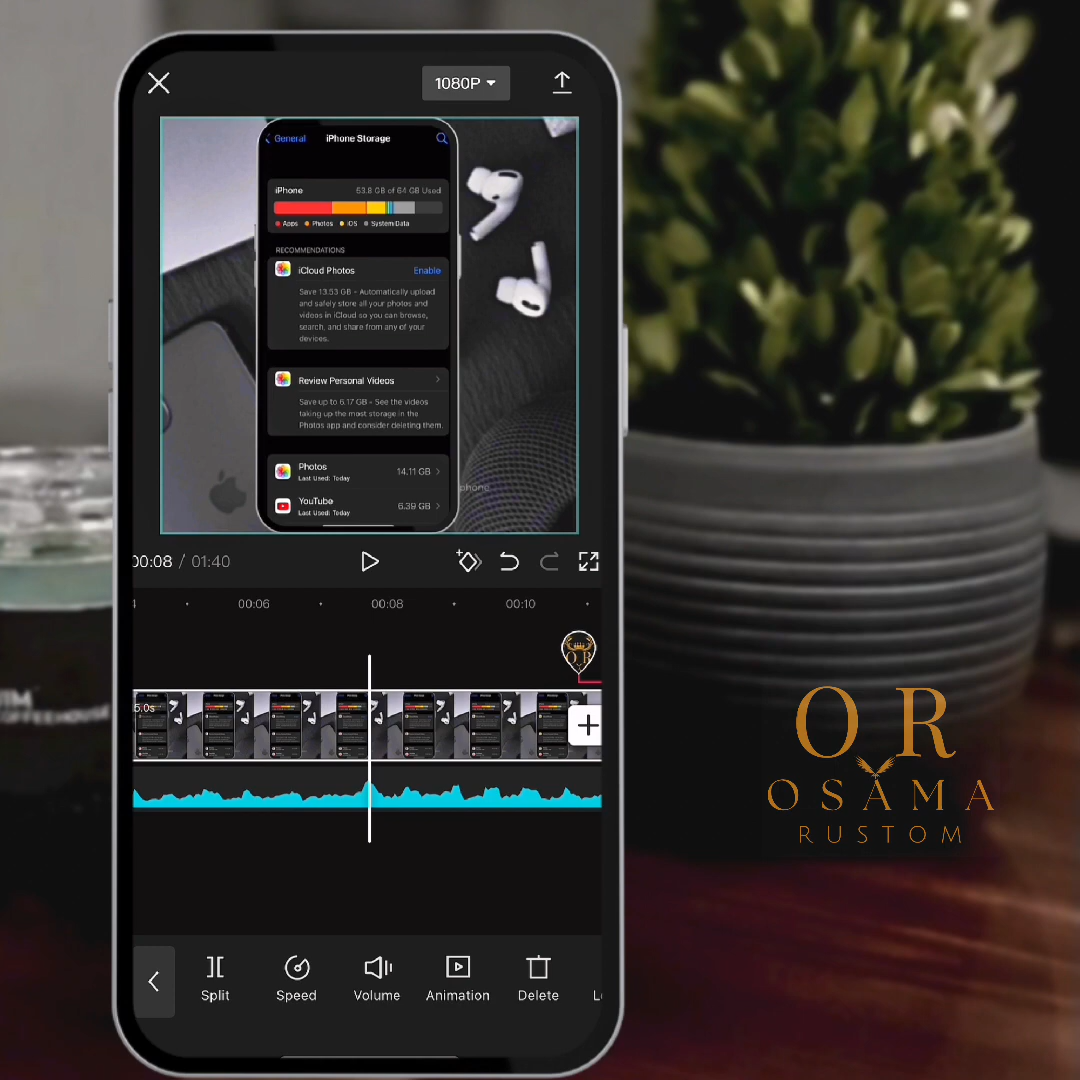 1080P
General
iPhone Storage
iPhone
53.8 GB of 64 GB Used
Apps Photos iOS System Data
RECOMMENDATIONS
iCloud Photos
Enable
Save 13.53 GB - Automatically upload
and safely store all your photos and
videos in iCloud so you can browse,
search, and share from any of your
devices.
Review Personal Videos
Save up to 6.17 GB - See the videos
taking up the most storage in the
Photos app and consider deleting them.
Photos
14.11 GB
Last Used: Today
phone
YouTube
6.39 GB
Last Used: Today
00:08 / 01:40
00:06 00:08 00:10
O R
5.0s
O R
OSAMA
RUSTOM
Split Speed Volume Animation Delete